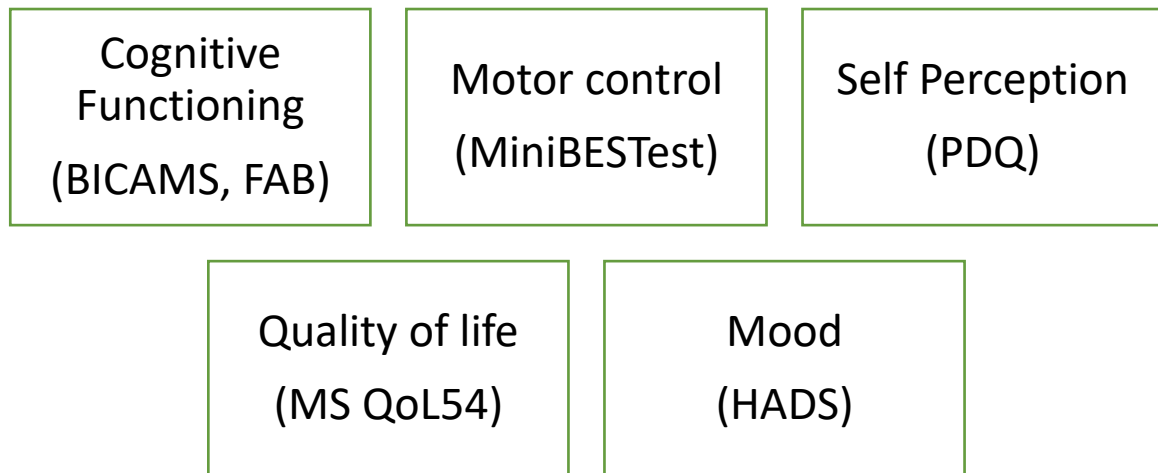 Cognitive
Functioning
(BICAMS, FAB)
Motor control
(MiniBESTest)
Self Perception
(PDQ)
Quality of life
(MS QoL54)
Mood
(HADS)